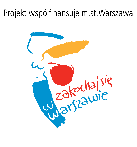 Projekt współfinansuje m.st.Warszawa
zakochaj się
w Warszawie